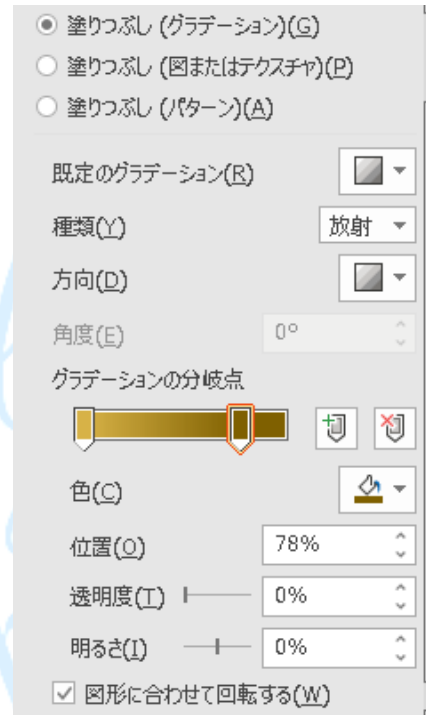 塗りつぶし (グラデーション)(G)
塗りつぶし (図またはテクスチャ)(P)
塗りつぶし (パターン)(A)
既定のグラデーション(R)
種類(Y) 放射
方向(D)
角度(E) 0°
グラデーションの分岐点
色(C)
位置(O) 78%
透明度(T) 0%
明るさ(I) 0%
図形に合わせて回転する(W)